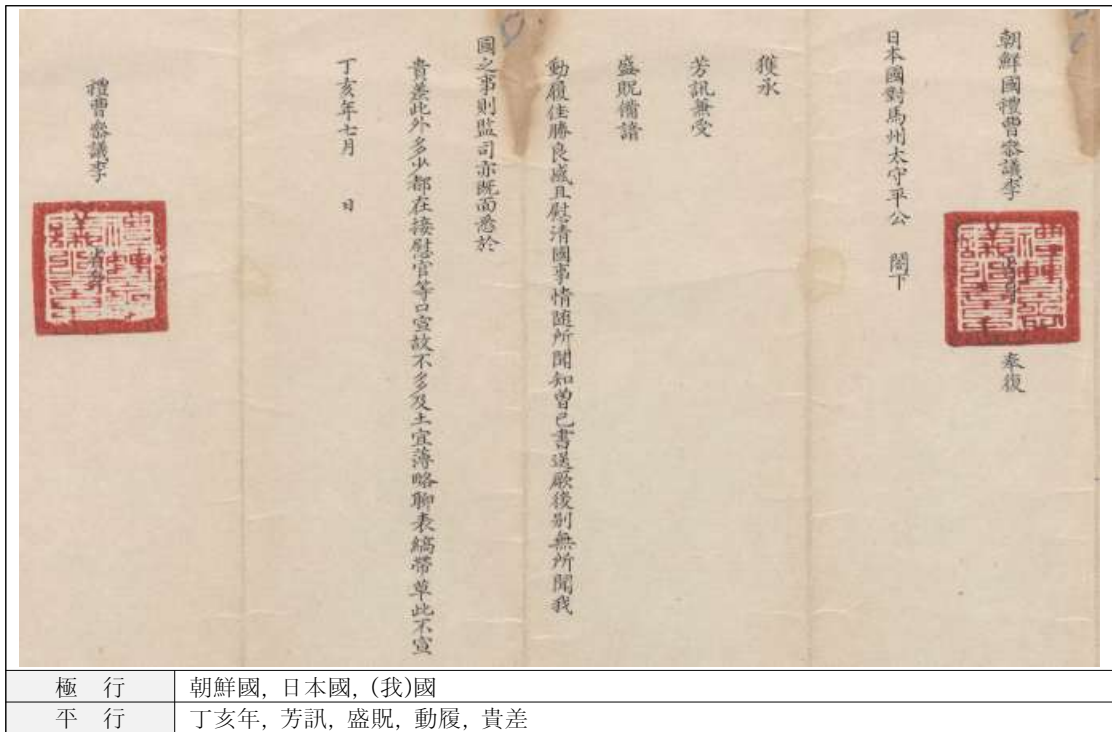 朝鮮國禮曹參議李 奉復
日本國對馬州太守平公 閤下
獲承
芳訊兼受
盛貺備諳
動履佳勝良感且慰清國事情隨所聞知曾已書送厥後別無所聞我
國之事則監司亦既面悉於
貴差此外多少都在接慰官等口宣故不多及土宜薄略聊表縞帶草此不宣
丁亥年七月 日
禮曹參議李
極 行 朝鮮國, 日本國, (我)國
平 行 丁亥年, 芳訊, 盛貺, 動履, 貴差